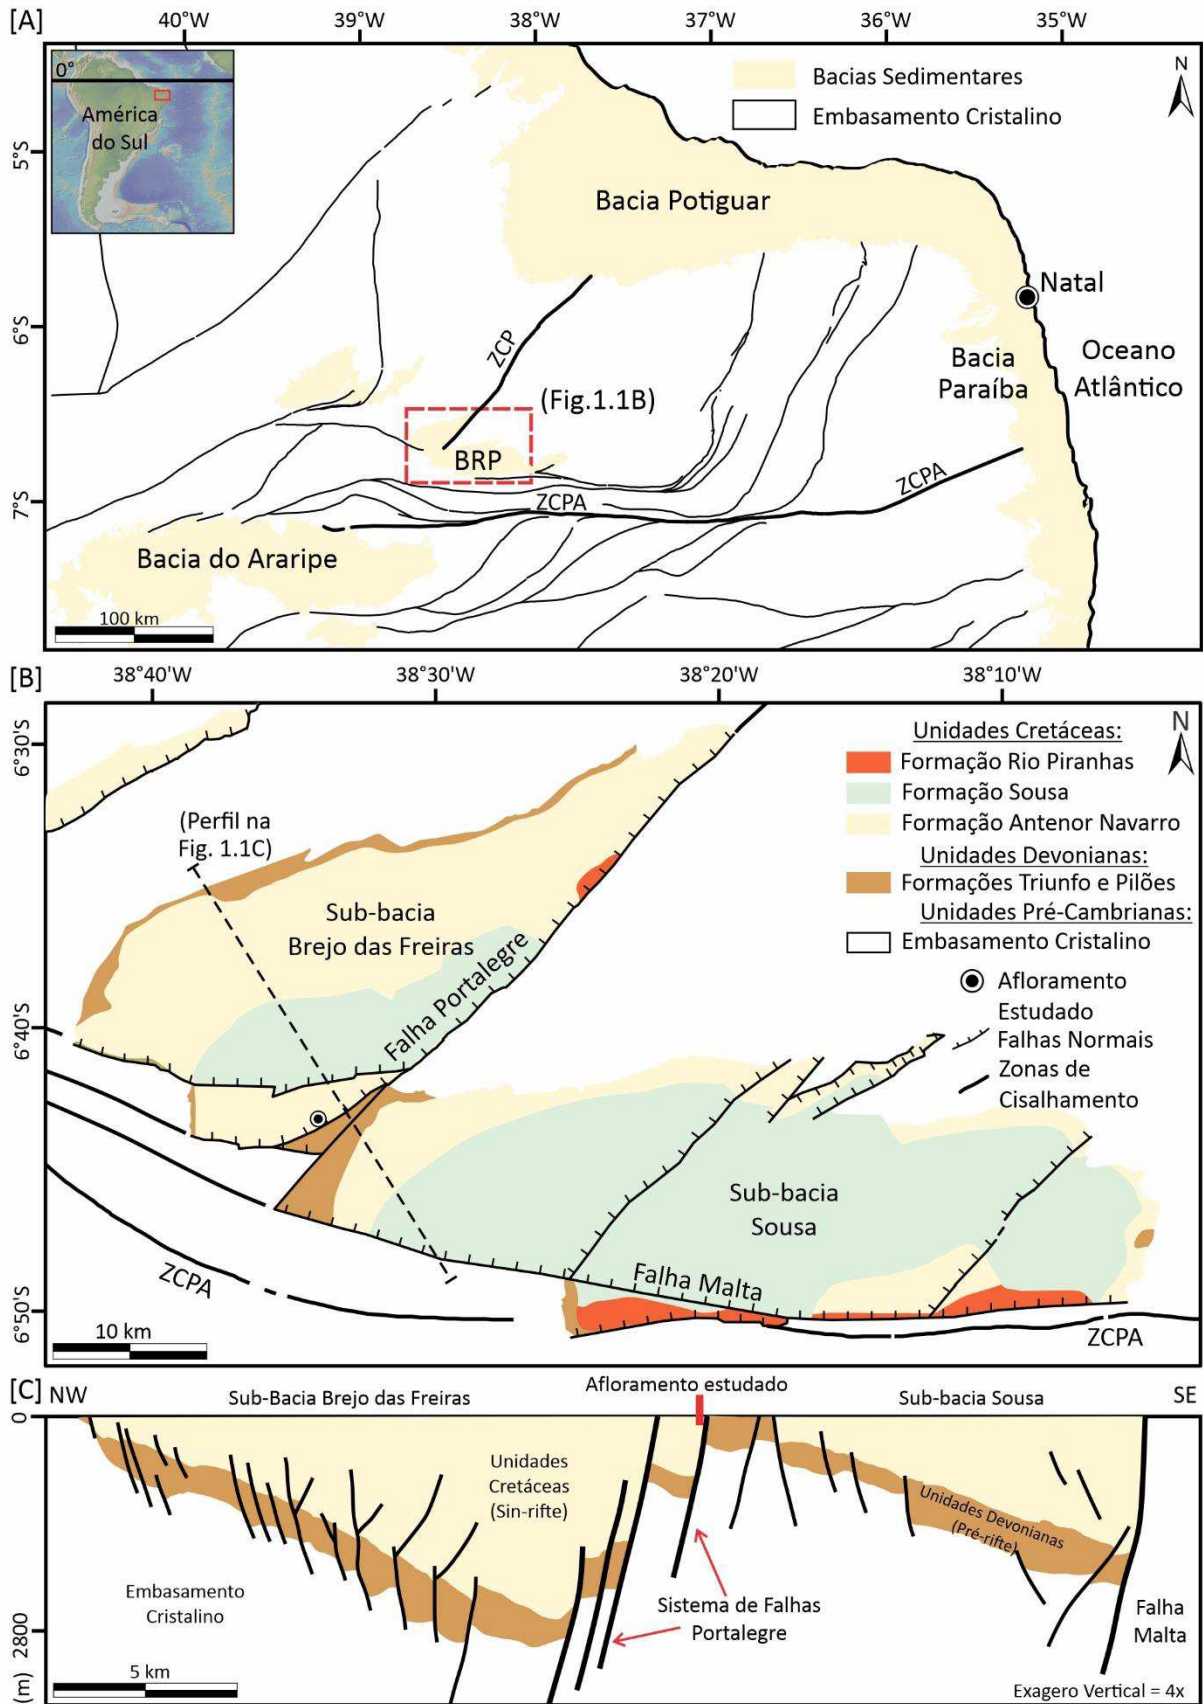 [A]
40°W
39°W
38°W
37°W
36°W
35°W
0°
América
do Sul
Bacias Sedimentares
Embasamento Cristalino
N
5°S
6°S
7°S
Bacia Potiguar
Natal
Oceano
Atlântico
Bacia
Paraíba
ZCP
(Fig.1.1B)
BRP
ZCPA
ZCPA
Bacia do Araripe
100 km
[B]
38°40'W
38°30'W
38°20'W
38°10'W
6°30'S
6°40'S
6°50'S
N
Unidades Cretáceas:
Formação Rio Piranhas
Formação Sousa
Formação Antenor Navarro
Unidades Devonianas:
Formações Triunfo e Pilões
Unidades Pré-Cambrianas:
Embasamento Cristalino
Afloramento
Estudado
Falhas Normais
Zonas de
Cisalhamento
(Perfil na
Fig. 1.1C)
Sub-bacia
Brejo das Freiras
Falha Portalegre
Sub-bacia
Sousa
Falha Malta
ZCPA
ZCPA
10 km
[C]
NW
Sub-Bacia Brejo das Freiras
Afloramento estudado
Sub-bacia Sousa
SE
0
2800
(m)
Unidades
Cretáceas
(Sin-rifte)
Unidades Devonianas
(Pré-rifte)
Embasamento
Cristalino
Sistema de Falhas
Portalegre
Falha
Malta
5 km
Exagero Vertical = 4x